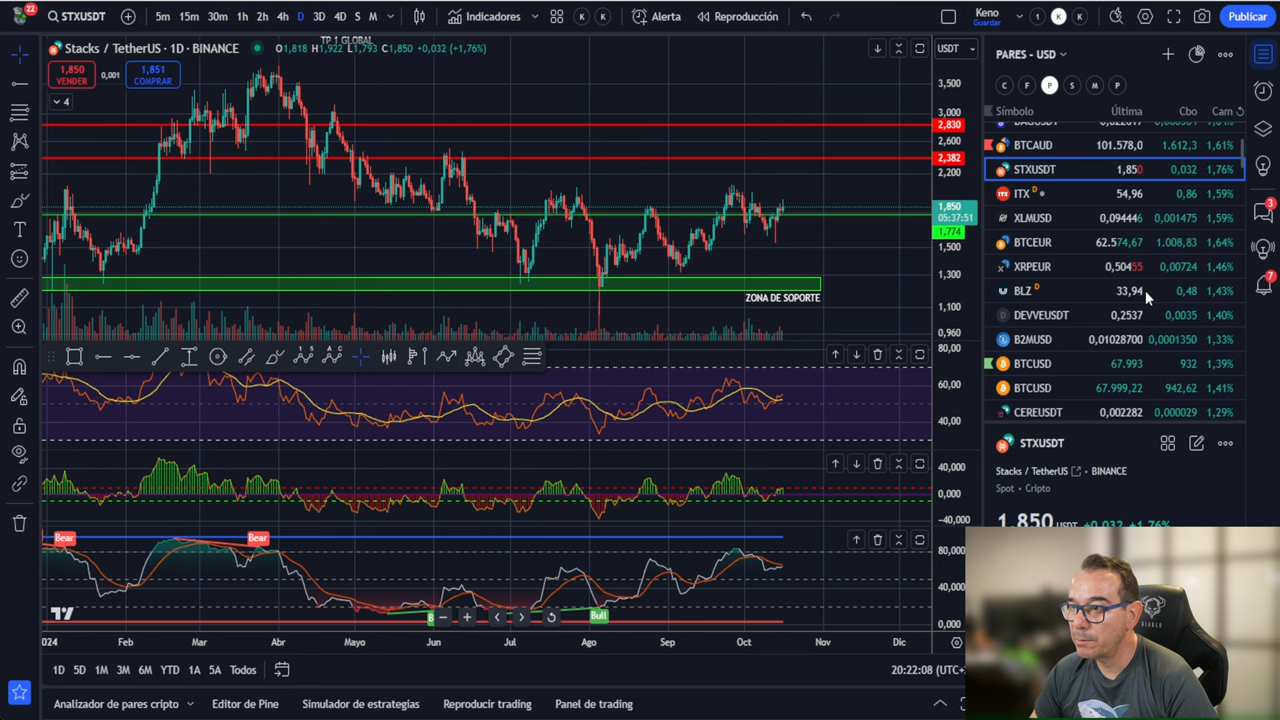 22 STXUSDT 5m 15m 30m 1h 2h 4h D 3D 4D S M Indicadores K K Alerta Reproducción Keno Guardar 1 K K Publicar
TP 1 GLOBAL
Stacks / TetherUS · 1D · BINANCE O1,818 H1,922 L1,793 C1,850 +0,032 (+1,76%)
1,850 VENDER
0,001
1,851 COMPRAR
4
USDT
3,500
3,000
2,830
2,600
2,382
2,200
1,850
05:37:51
1,774
1,500
1,300
1,100
0,960
ZONA DE SOPORTE
80,00
60,00
40,00
40,000
0,000
−40,000
80,000
40,000
0,000
Bear
Bear
Bull
2024 Feb Mar Abr Mayo Jun Jul Ago Sep Oct Nov Dic
1D 5D 1M 3M 6M YTD 1A 5A Todos
20:22:08 (UTC+
Analizador de pares cripto Editor de Pine Simulador de estrategias Reproducir trading Panel de trading
PARES - USD
C F P S M P
Símbolo Última Cbo Cam
BTCAUD 101.578,0 1.612,3 1,61%
STXUSDT 1,850 0,032 1,76%
ITX D 54,96 0,86 1,59%
XLMUSD 0,094446 0,001475 1,59%
BTCEUR 62.574,67 1.008,83 1,64%
XRPEUR 0,50455 0,00724 1,46%
BLZ D 33,94 0,48 1,43%
DEVVEUSDT 0,2537 0,0035 1,40%
B2MUSD 0,01028700 0,0001350 1,33%
BTCUSD 67.993 932 1,39%
BTCUSD 67.999,22 942,62 1,41%
CEREUSDT 0,002282 0,000029 1,29%
STXUSDT
Stacks / TetherUS · BINANCE
Spot · Cripto
1,850 USDT +0,032 +1,76%
3
7
DIABLO